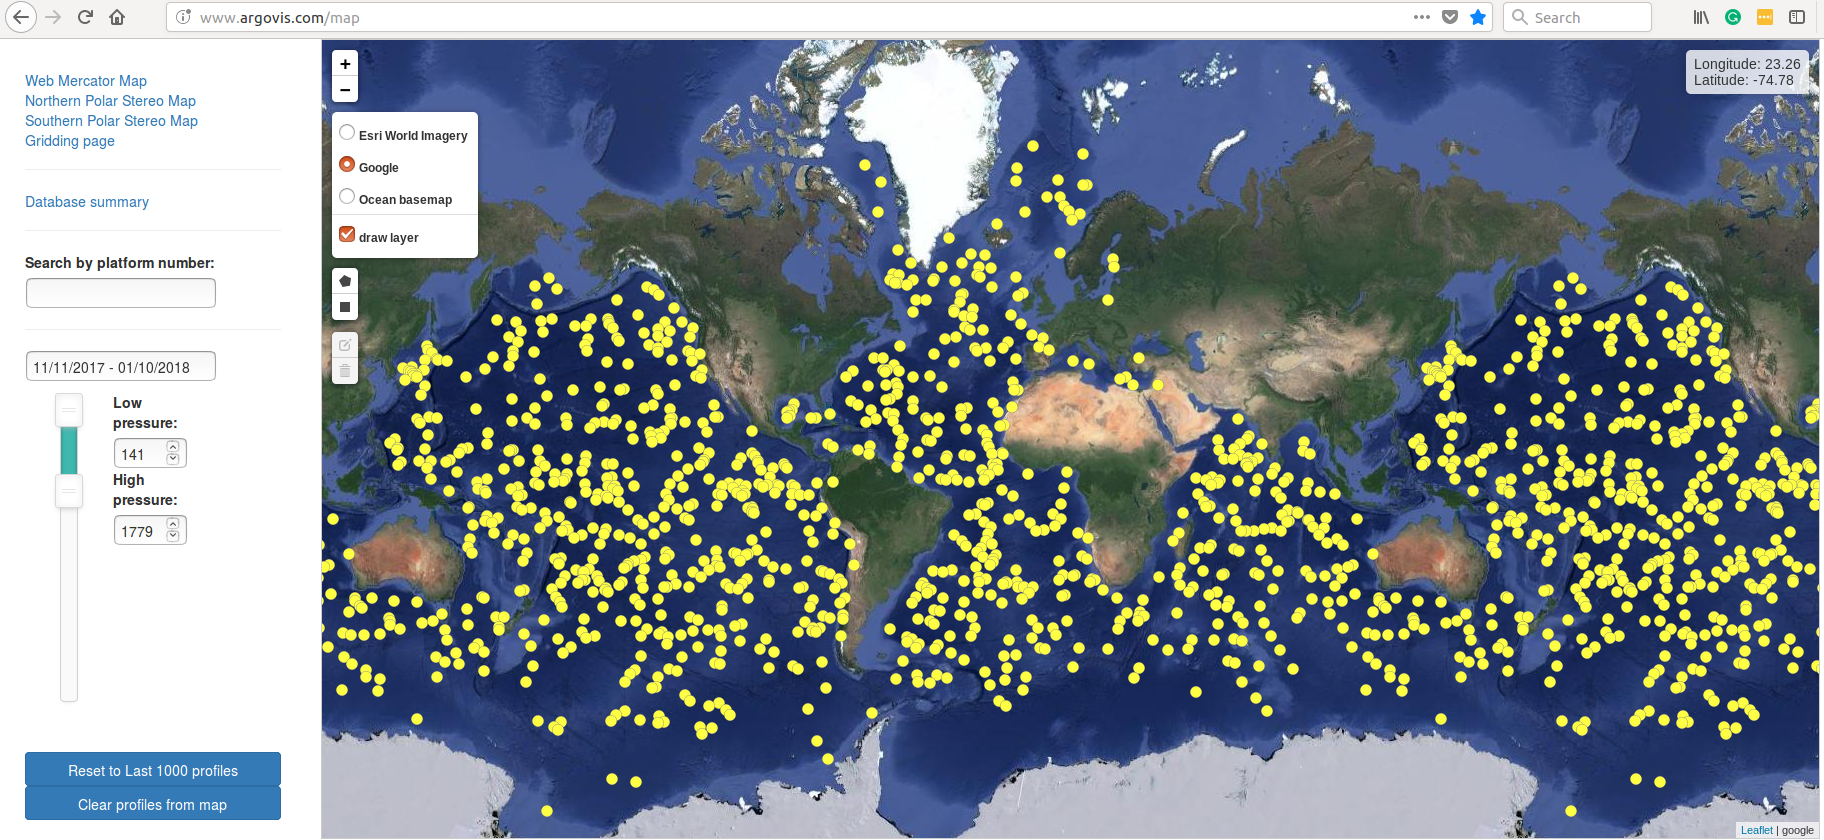 www.argovis.com/map
Search
Web Mercator Map
Northern Polar Stereo Map
Southern Polar Stereo Map
Gridding page
Database summary
Search by platform number:
11/11/2017 - 01/10/2018
Low
pressure:
141
High
pressure:
1779
Reset to Last 1000 profiles
Clear profiles from map
+
−
Esri World Imagery
Google
Ocean basemap
draw layer
Longitude: 23.26
Latitude: -74.78
Leaflet | google